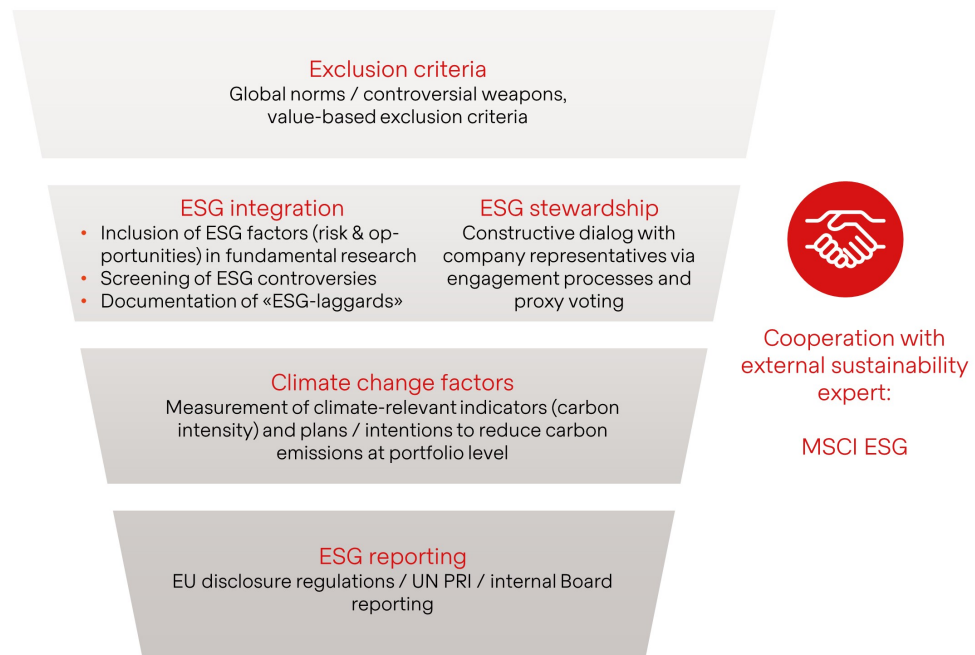 Exclusion criteria
Global norms / controversial weapons,
value-based exclusion criteria
ESG integration
• Inclusion of ESG factors (risk & op-
portunities) in fundamental research
• Screening of ESG controversies
• Documentation of «ESG-laggards»
ESG stewardship
Constructive dialog with
company representatives via
engagement processes and
proxy voting
Climate change factors
Measurement of climate-relevant indicators (carbon
intensity) and plans / intentions to reduce carbon
emissions at portfolio level
ESG reporting
EU disclosure regulations / UN PRI / internal Board
reporting
Cooperation with
external sustainability
expert:
MSCI ESG